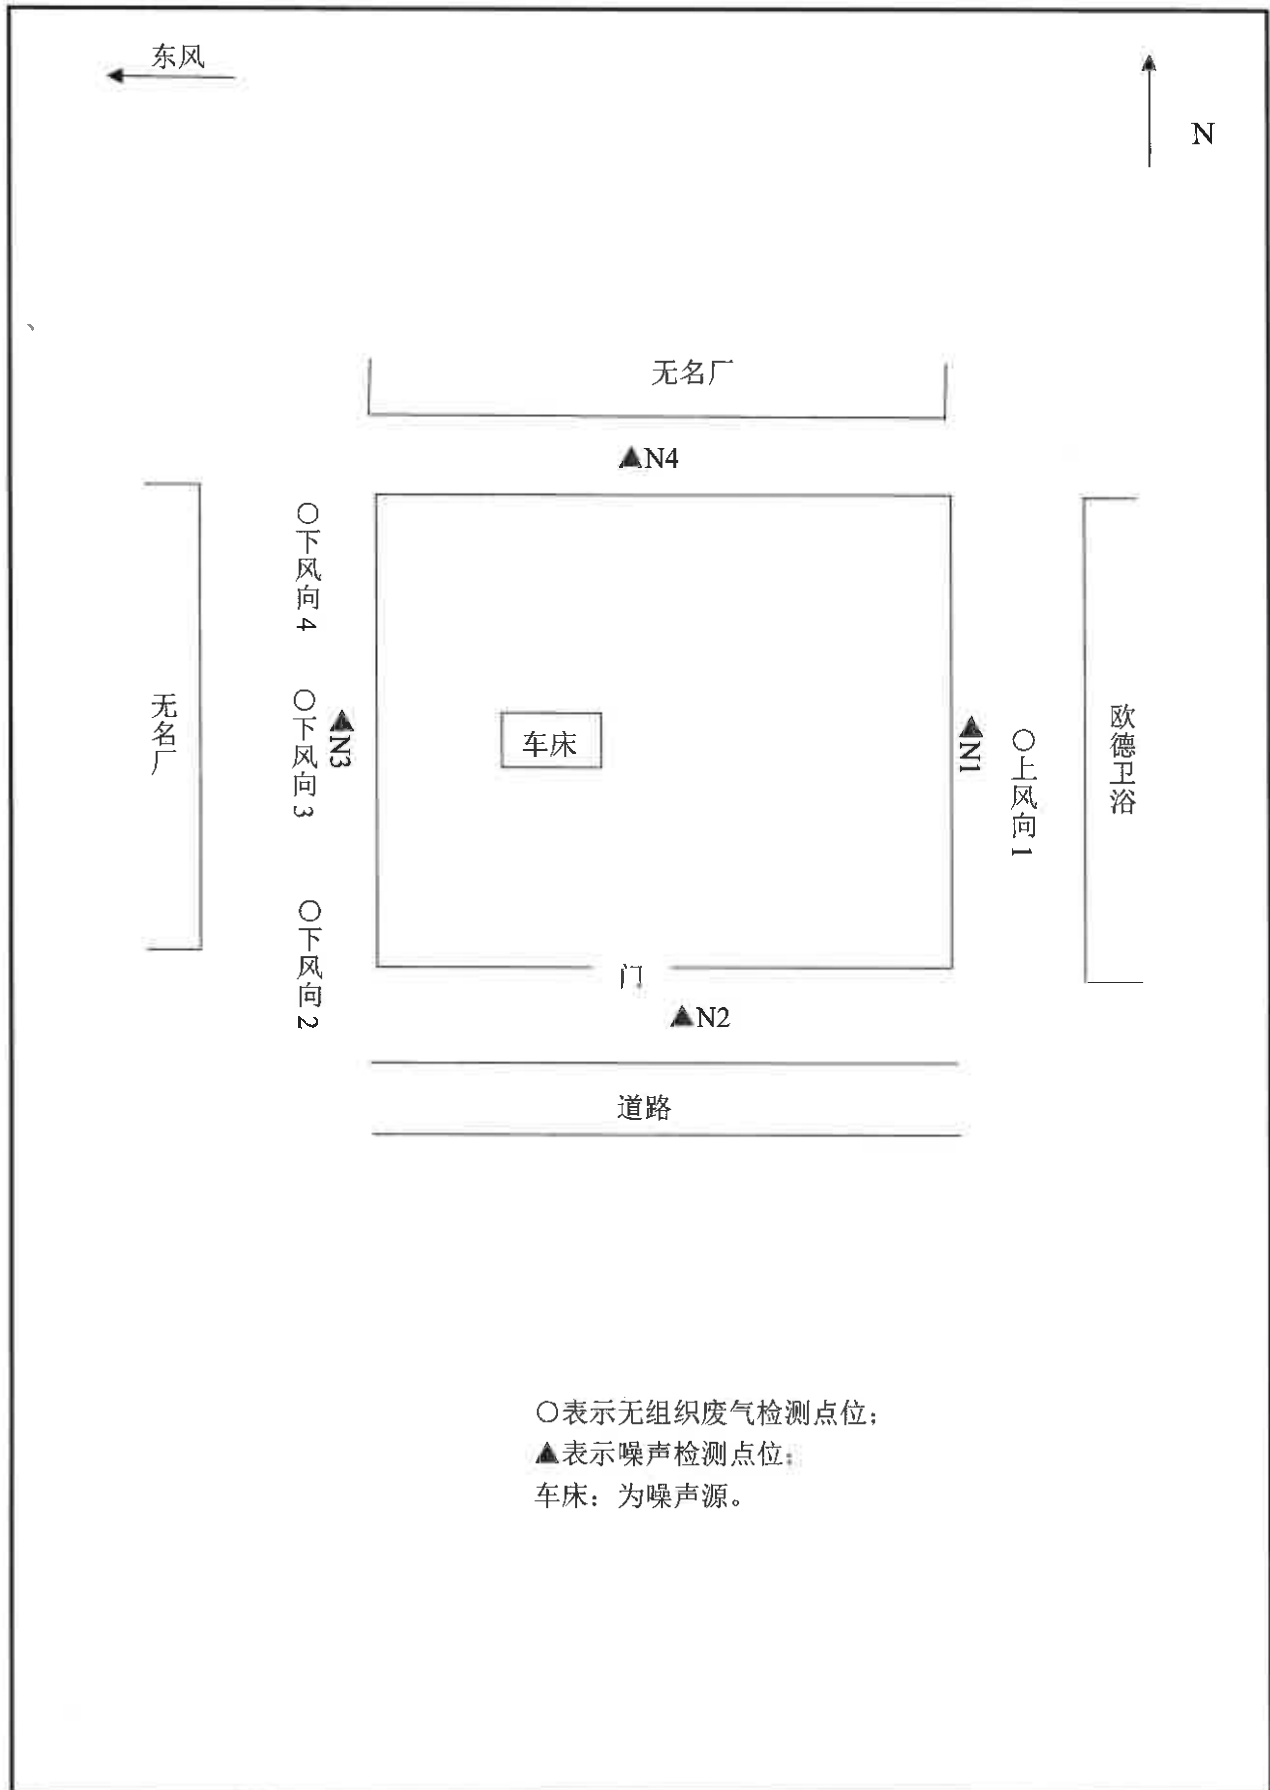 东风
N
无名厂
▲N4
○下风向4
无名厂
○下风向3
▲N3
车床
▲N1
○上风向1
欧德卫浴
○下风向2
门
▲N2
道路
○表示无组织废气检测点位;
▲表示噪声检测点位;
车床:为噪声源。